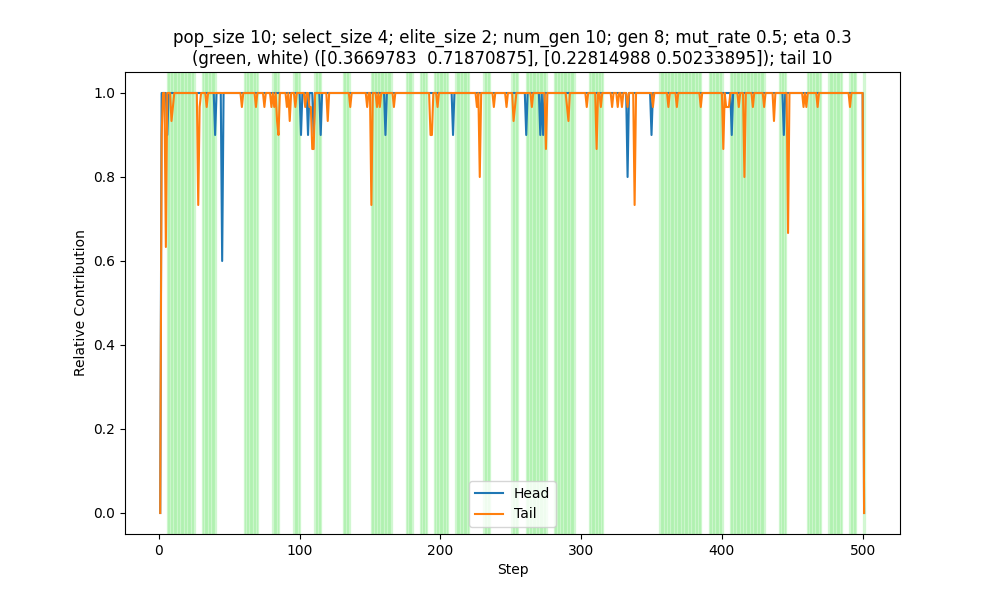 pop_size 10; select_size 4; elite_size 2; num_gen 10; gen 8; mut_rate 0.5; eta 0.3
(green, white) ([0.3669783  0.71870875], [0.22814988 0.50233895]); tail 10
1.0
0.8
0.6
0.4
0.2
0.0
Relative Contribution
Head
Tail
0
100
200
300
400
500
Step